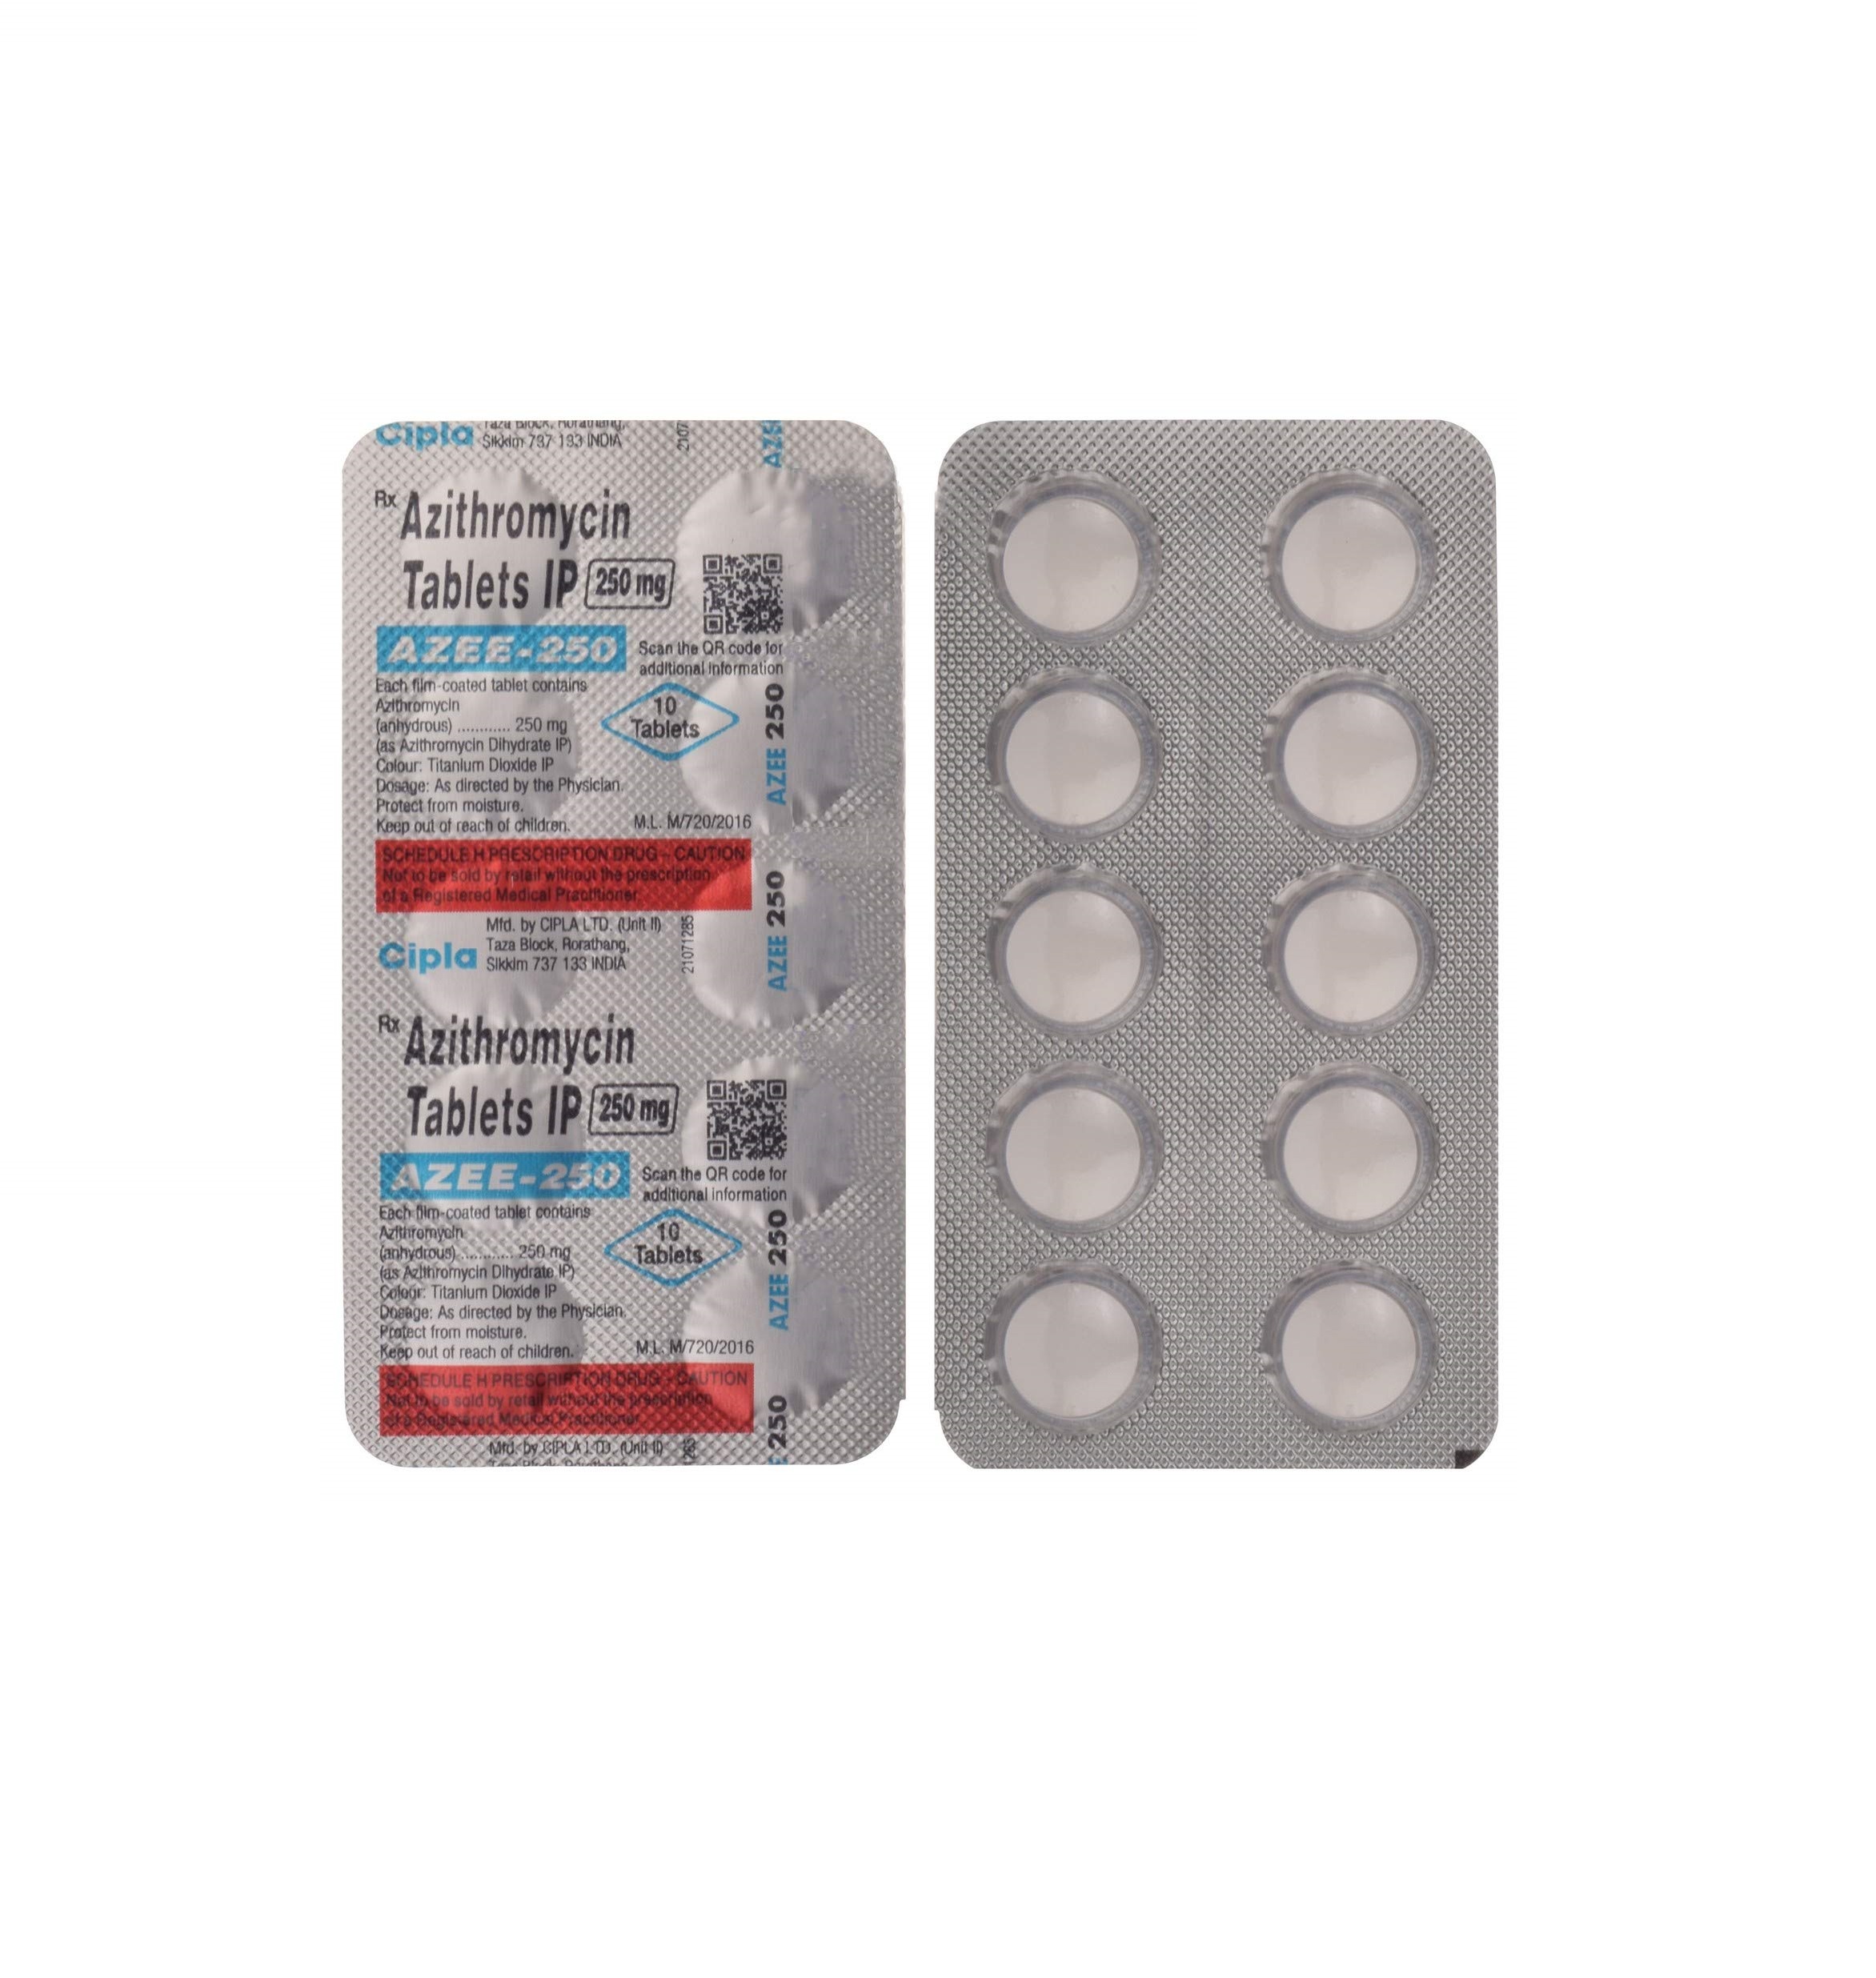 Cipla
Taza Block, Rorathang,
Sikkim 737 133 INDIA
2107
Rx Azithromycin
Tablets IP 250 mg
AZEE-250
Scan the QR code for
additional information
Each film-coated tablet contains
Azithromycin
(anhydrous) ............ 250 mg
(as Azithromycin Dihydrate IP)
Colour: Titanium Dioxide IP
Dosage: As directed by the Physician.
Protect from moisture.
Keep out of reach of children.
10
Tablets
M.L. M/720/2016
AZEE 250
SCHEDULE H PRESCRIPTION DRUG - CAUTION
Not to be sold by retail without the prescription
of a Registered Medical Practitioner.
Cipla
Mfd. by CIPLA LTD. (Unit II)
Taza Block, Rorathang,
Sikkim 737 133 INDIA
21071285
AZEE 250
Rx Azithromycin
Tablets IP 250 mg
AZEE-250
Scan the QR code for
additional information
Each film-coated tablet contains
Azithromycin
(anhydrous) ............ 250 mg
(as Azithromycin Dihydrate IP)
Colour: Titanium Dioxide IP
Dosage: As directed by the Physician.
Protect from moisture.
Keep out of reach of children.
10
Tablets
M.L. M/720/2016
AZEE 250
SCHEDULE H PRESCRIPTION DRUG - CAUTION
Not to be sold by retail without the prescription
of a Registered Medical Practitioner.
250
Mfd. by CIPLA LTD. (Unit II)
Taza Block, Rorathang,
285